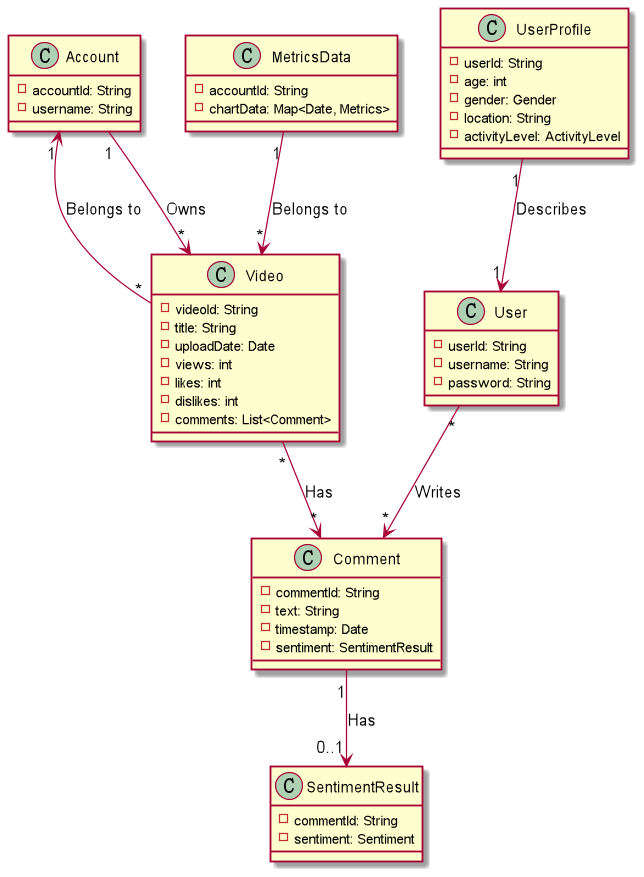 C Account
accountId: String
username: String
C MetricsData
accountId: String
chartData: Map<Date, Metrics>
C UserProfile
userId: String
age: int
gender: Gender
location: String
activityLevel: ActivityLevel
1
1
1
1
Belongs to
Owns
Belongs to
Describes
*
*
*
1
C Video
videoId: String
title: String
uploadDate: Date
views: int
likes: int
dislikes: int
comments: List<Comment>
C User
userId: String
username: String
password: String
*
*
Has
Writes
*
*
C Comment
commentId: String
text: String
timestamp: Date
sentiment: SentimentResult
1
Has
0..1
C SentimentResult
commentId: String
sentiment: Sentiment